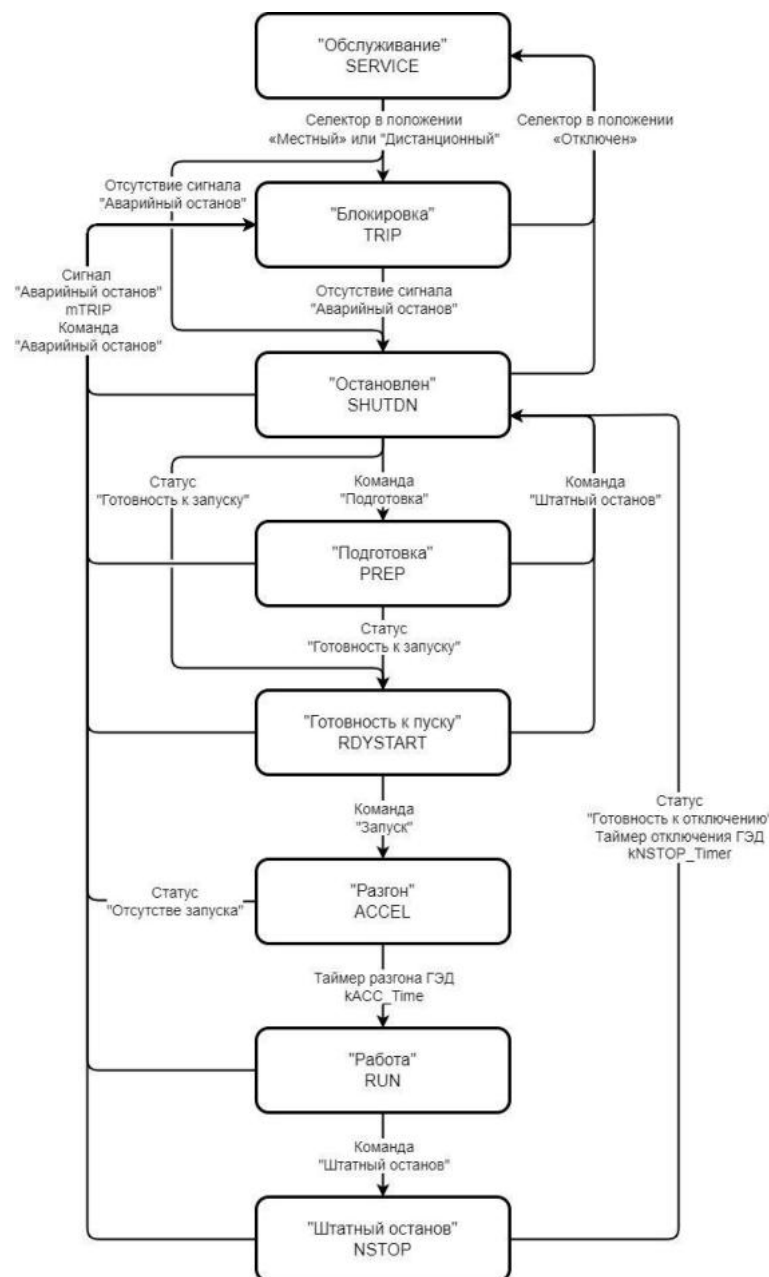 "Обслуживание"
SERVICE
Селектор в положении
«Местный» или "Дистанционный"
Селектор в положении
«Отключен»
Отсутствие сигнала
"Аварийный останов"
"Блокировка"
TRIP
Сигнал
"Аварийный останов"
mTRIP
Команда
"Аварийный останов"
Отсутствие сигнала
"Аварийный останов"
"Остановлен"
SHUTDN
Статус
"Готовность к запуску"
Команда
"Подготовка"
Команда
"Штатный останов"
"Подготовка"
PREP
Статус
"Готовность к запуску"
"Готовность к пуску"
RDYSTART
Команда
"Запуск"
Статус
"Готовность к отключению"
Таймер отключения ГЭД
kNSTOP_Timer
Статус
"Отсутстве запуска"
"Разгон"
ACCEL
Таймер разгона ГЭД
kACC_Time
"Работа"
RUN
Команда
"Штатный останов"
"Штатный останов"
NSTOP